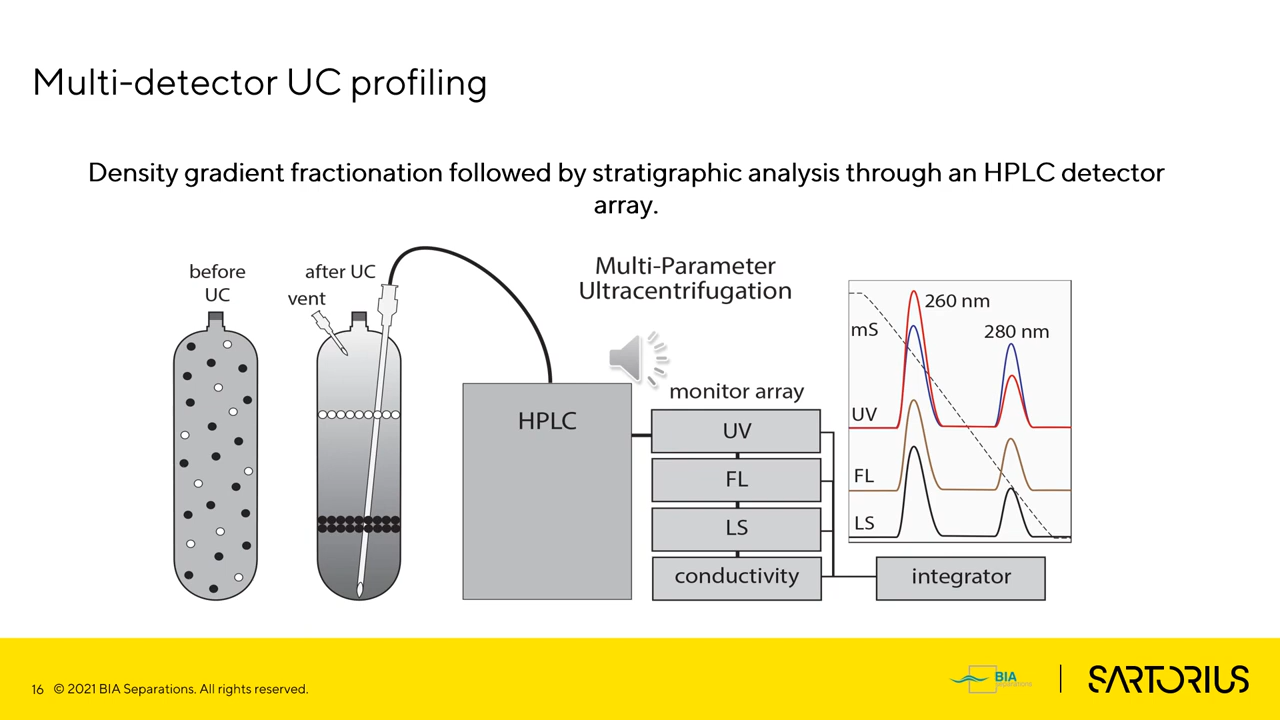 Multi-detector UC profiling
Density gradient fractionation followed by stratigraphic analysis through an HPLC detector
array.
before
UC
after UC
vent
Multi-Parameter
Ultracentrifugation
HPLC
monitor array
UV
FL
LS
conductivity
integrator
260 nm
280 nm
mS
UV
FL
LS
16 © 2021 BIA Separations. All rights reserved.
BIA
separations
SARTORIUS